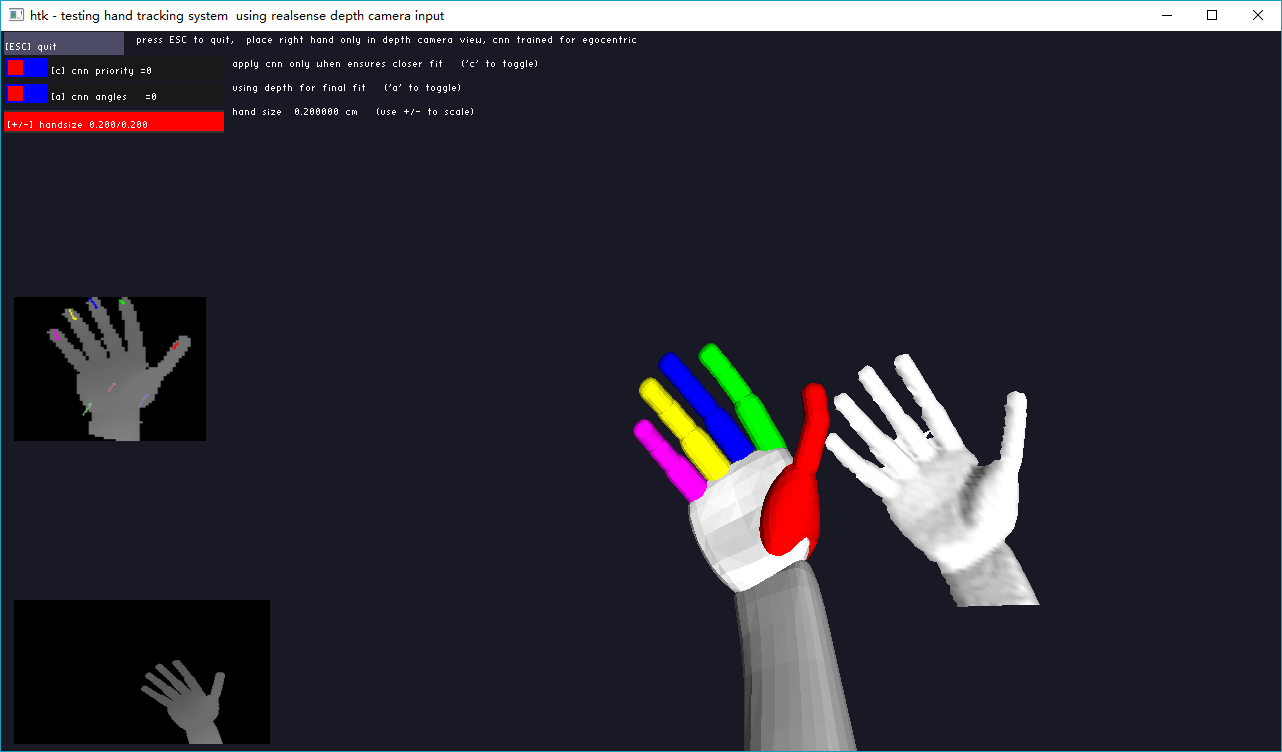 htk - testing hand tracking system  using realsense depth camera input
[ESC] quit
press ESC to quit,  place right hand only in depth camera view, cnn trained for egocentric
[c] cnn priority =0
apply cnn only when ensures closer fit   ('c' to toggle)
[a] cnn angles   =0
using depth for final fit   ('a' to toggle)
[+/-] handsize 0.200/0.200
hand size  0.200000 cm   (use +/- to scale)